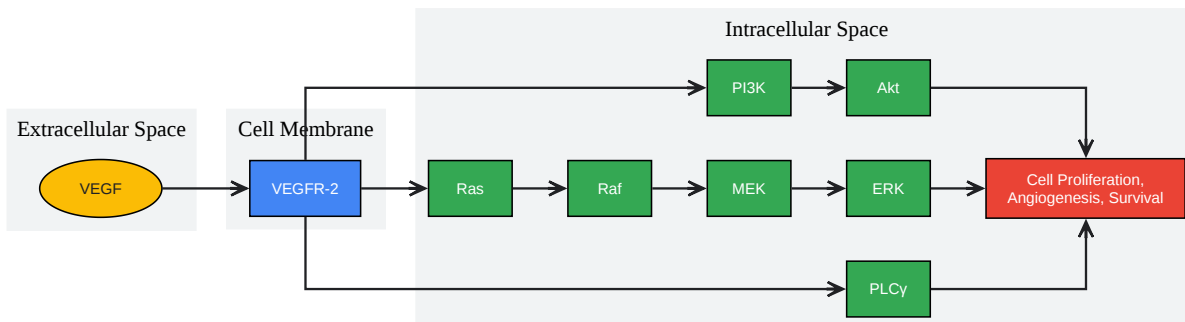 Intracellular Space
PI3K
Akt
Extracellular Space
Cell Membrane
VEGF
VEGFR-2
Ras
Raf
MEK
ERK
Cell Proliferation,
Angiogenesis, Survival
PLCγ